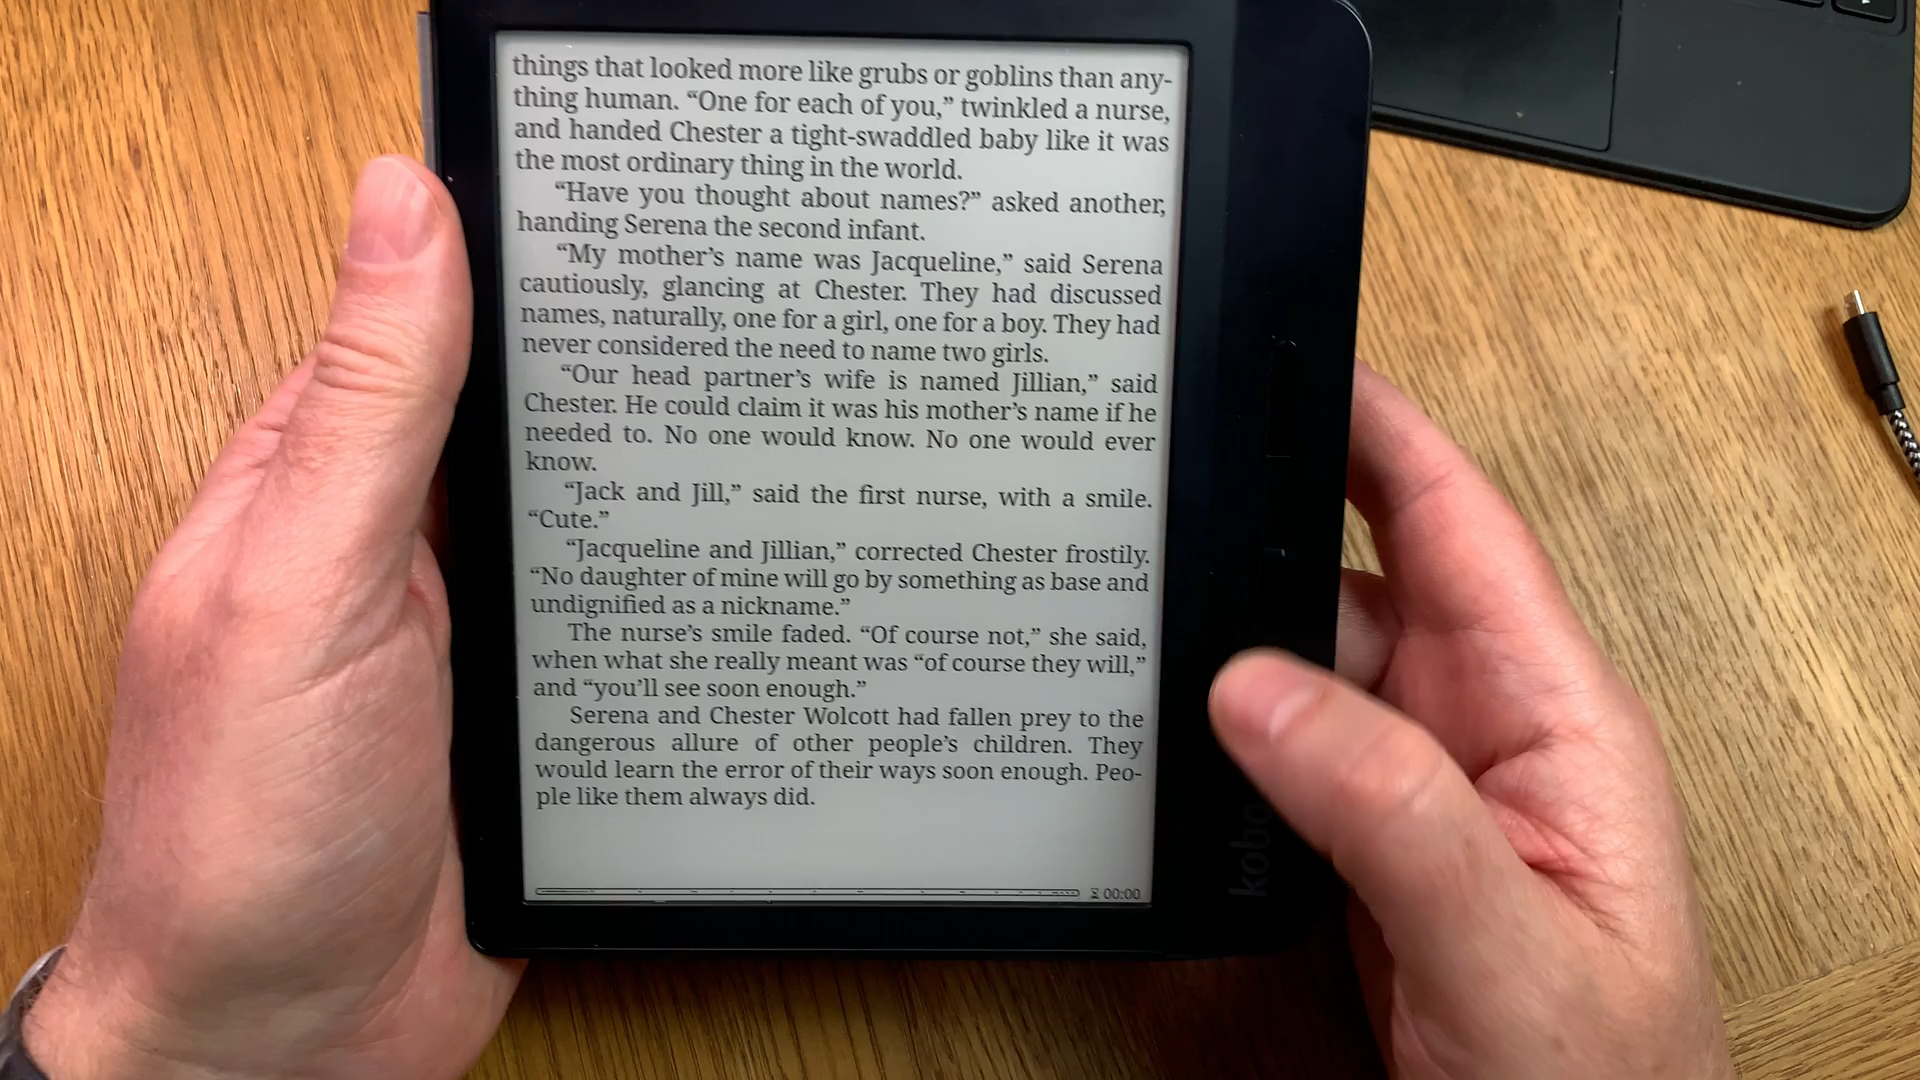 things that looked more like grubs or goblins than any-
thing human. “One for each of you,” twinkled a nurse,
and handed Chester a tight-swaddled baby like it was
the most ordinary thing in the world.
“Have you thought about names?” asked another,
handing Serena the second infant.
“My mother’s name was Jacqueline,” said Serena
cautiously, glancing at Chester. They had discussed
names, naturally, one for a girl, one for a boy. They had
never considered the need to name two girls.
“Our head partner’s wife is named Jillian,” said
Chester. He could claim it was his mother’s name if he
needed to. No one would know. No one would ever
know.
“Jack and Jill,” said the first nurse, with a smile.
“Cute.”
“Jacqueline and Jillian,” corrected Chester frostily.
“No daughter of mine will go by something as base and
undignified as a nickname.”
The nurse’s smile faded. “Of course not,” she said,
when what she really meant was “of course they will,”
and “you’ll see soon enough.”
Serena and Chester Wolcott had fallen prey to the
dangerous allure of other people’s children. They
would learn the error of their ways soon enough. Peo-
ple like them always did.
00:00
kobo